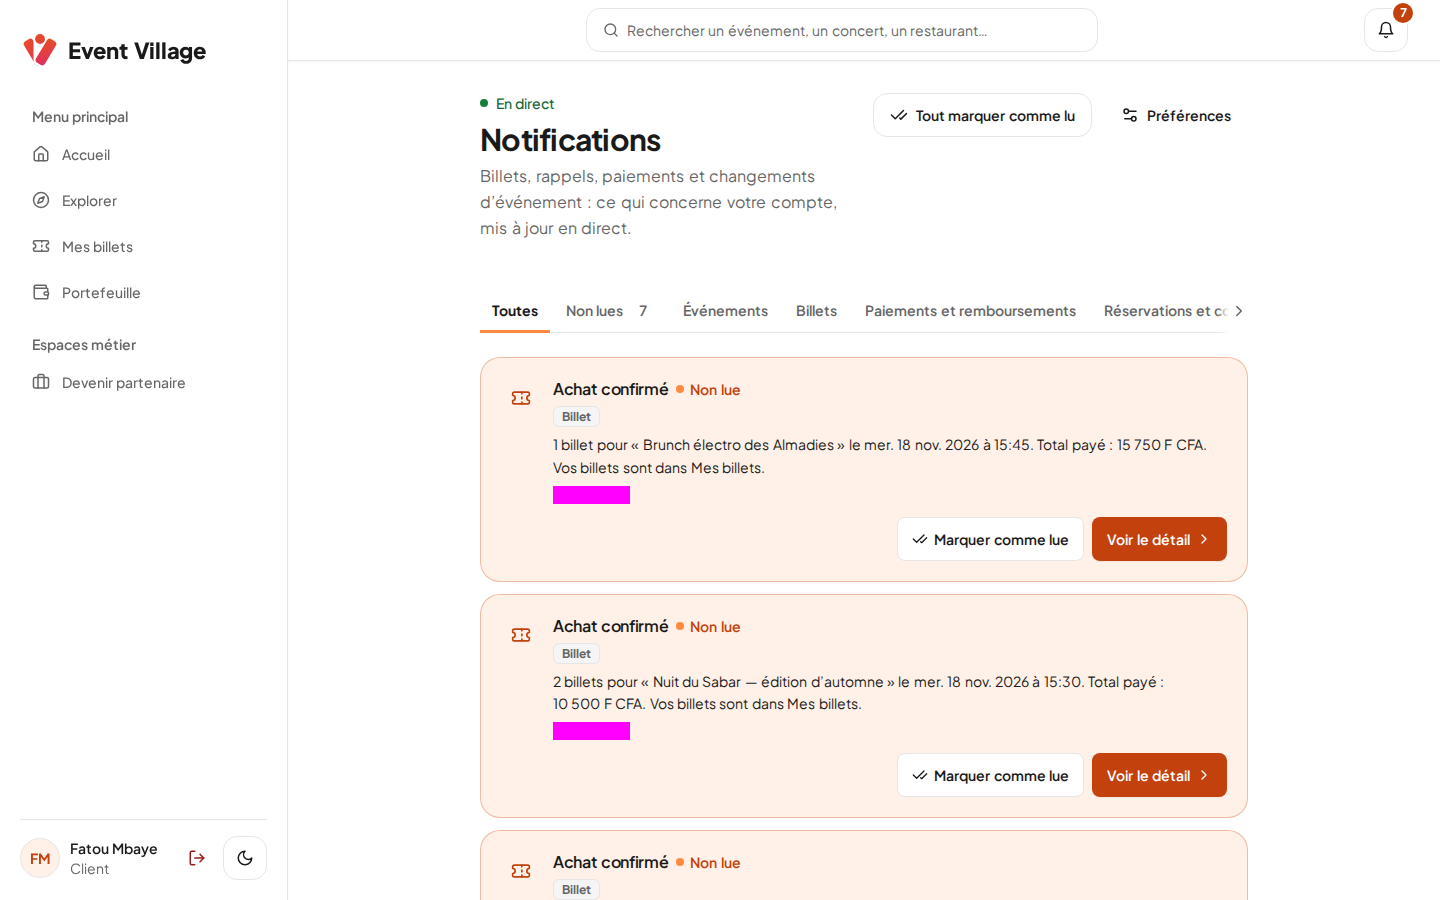 Event Village
Menu principal
Accueil
Explorer
Mes billets
Portefeuille
Espaces métier
Devenir partenaire
FM
Fatou Mbaye
Client
Rechercher un événement, un concert, un restaurant...
7
En direct
Notifications
Billets, rappels, paiements et changements
d’événement : ce qui concerne votre compte,
mis à jour en direct.
Tout marquer comme lu
Préférences
Toutes
Non lues 7
Événements
Billets
Paiements et remboursements
Réservations et
Achat confirmé
Non lue
Billet
1 billet pour « Brunch électro des Almadies » le mer. 18 nov. 2026 à 15:45. Total payé : 15 750 F CFA.
Vos billets sont dans Mes billets.
Marquer comme lue
Voir le détail
Achat confirmé
Non lue
Billet
2 billets pour « Nuit du Sabar — édition d’automne » le mer. 18 nov. 2026 à 15:30. Total payé :
10 500 F CFA. Vos billets sont dans Mes billets.
Marquer comme lue
Voir le détail
Achat confirmé
Non lue
Billet